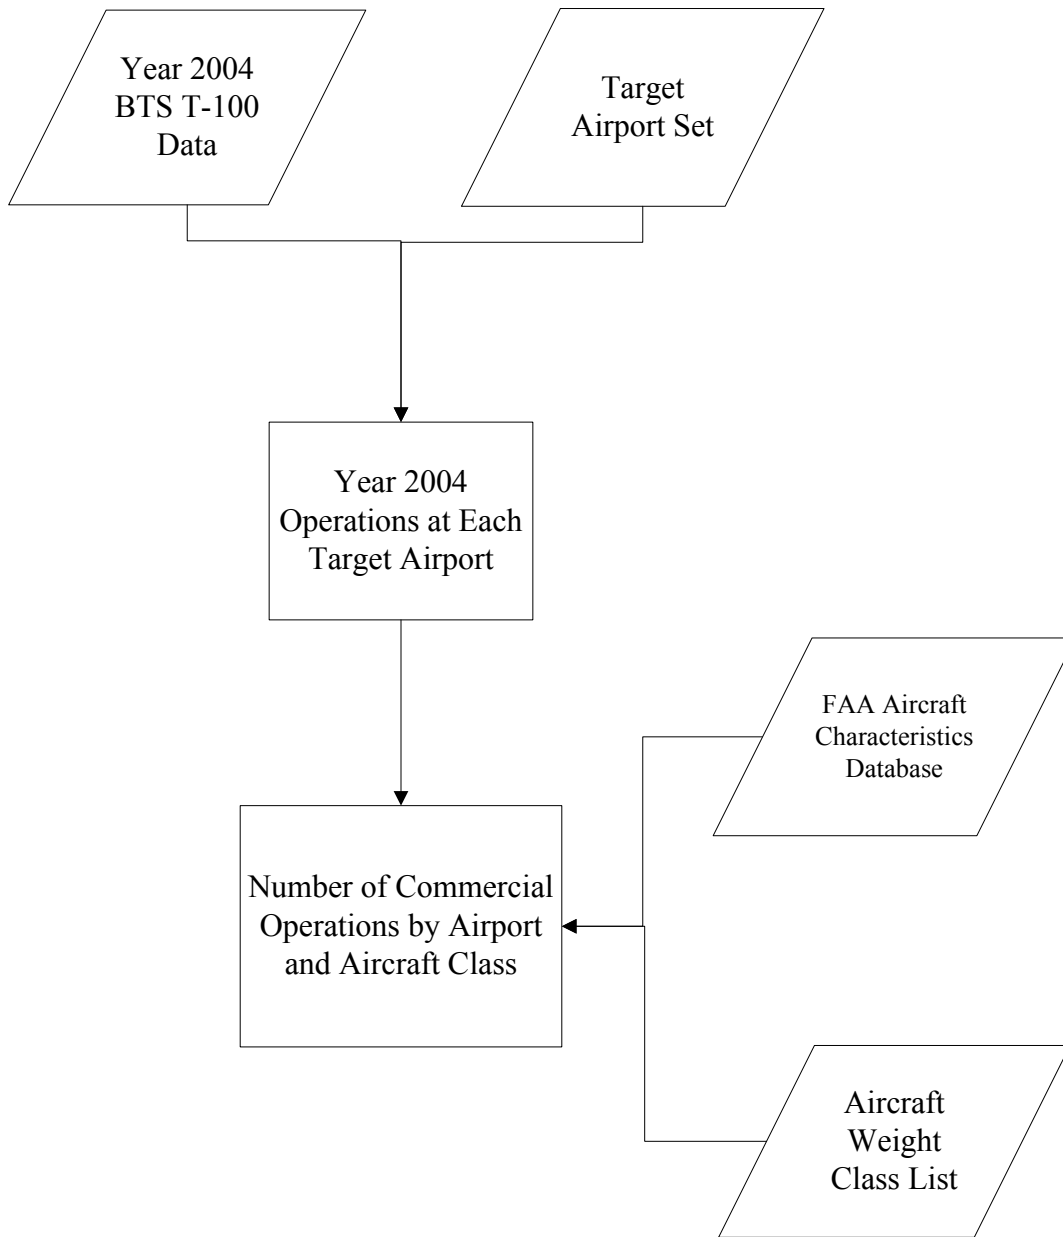 Year 2004
BTS T-100
Data
Target
Airport Set
Year 2004
Operations at Each
Target Airport
FAA Aircraft
Characteristics
Database
Number of Commercial
Operations by Airport
and Aircraft Class
Aircraft
Weight
Class List